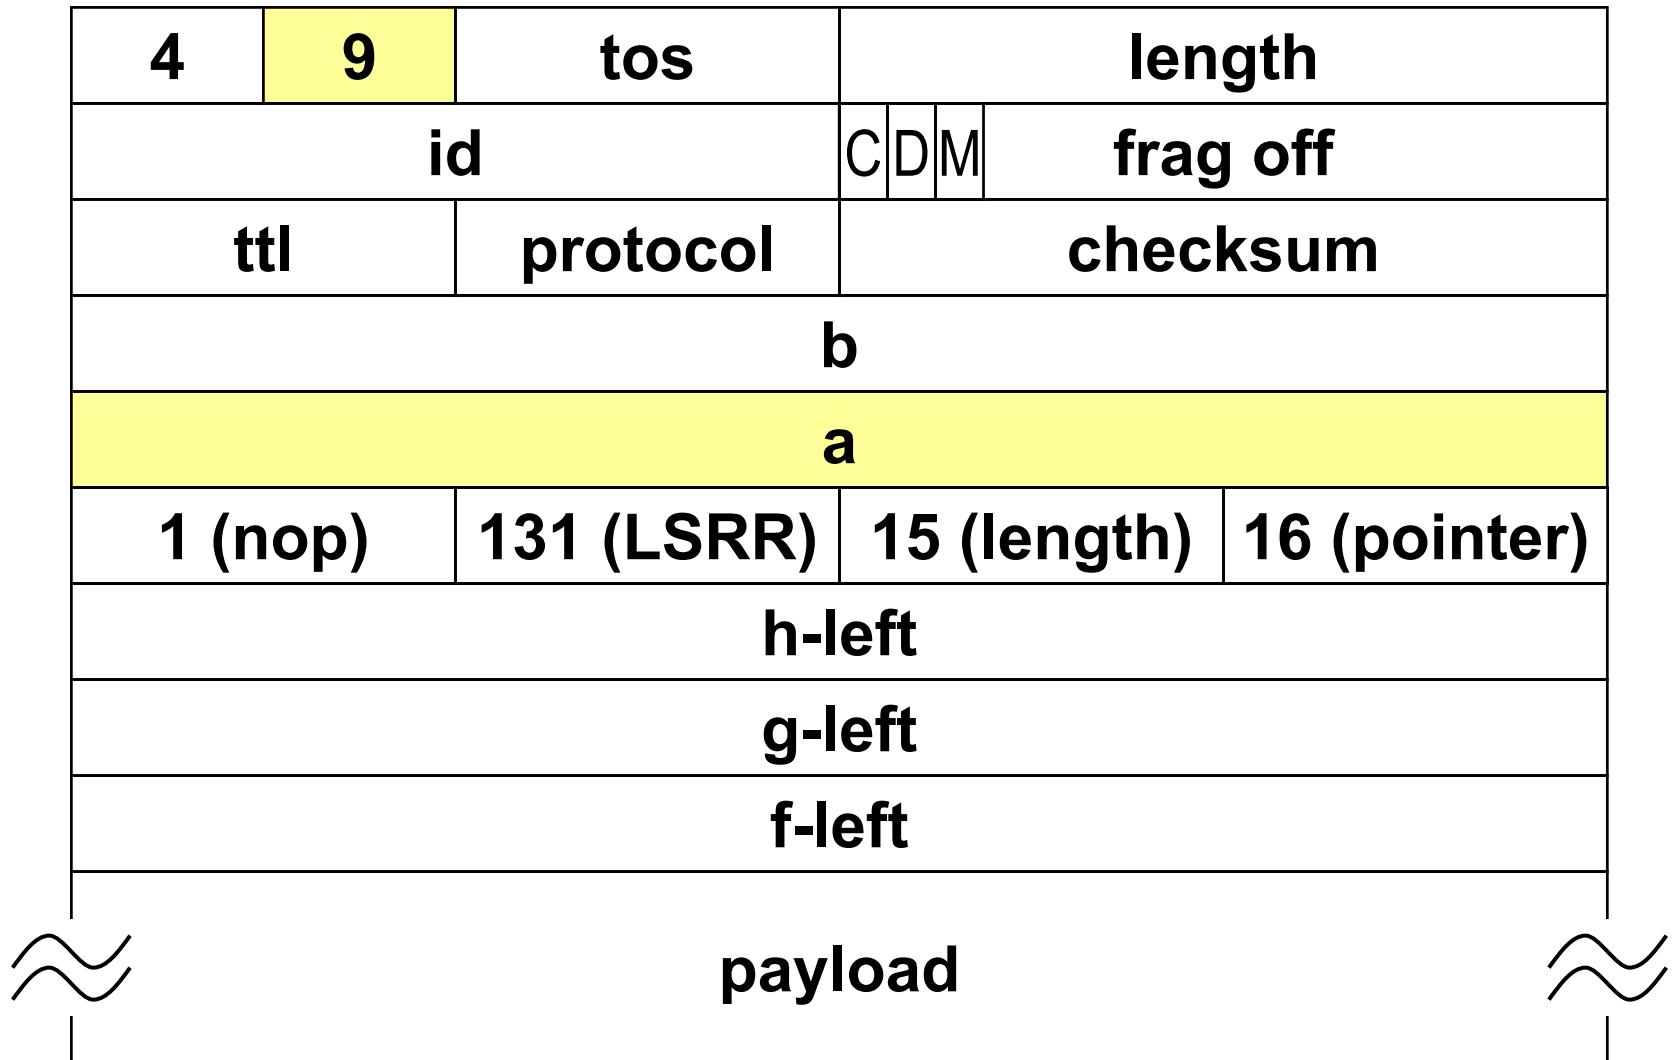 4 9 tos length
id C D M frag off
ttl protocol checksum
b
a
1 (nop) 131 (LSRR) 15 (length) 16 (pointer)
h-left
g-left
f-left
payload